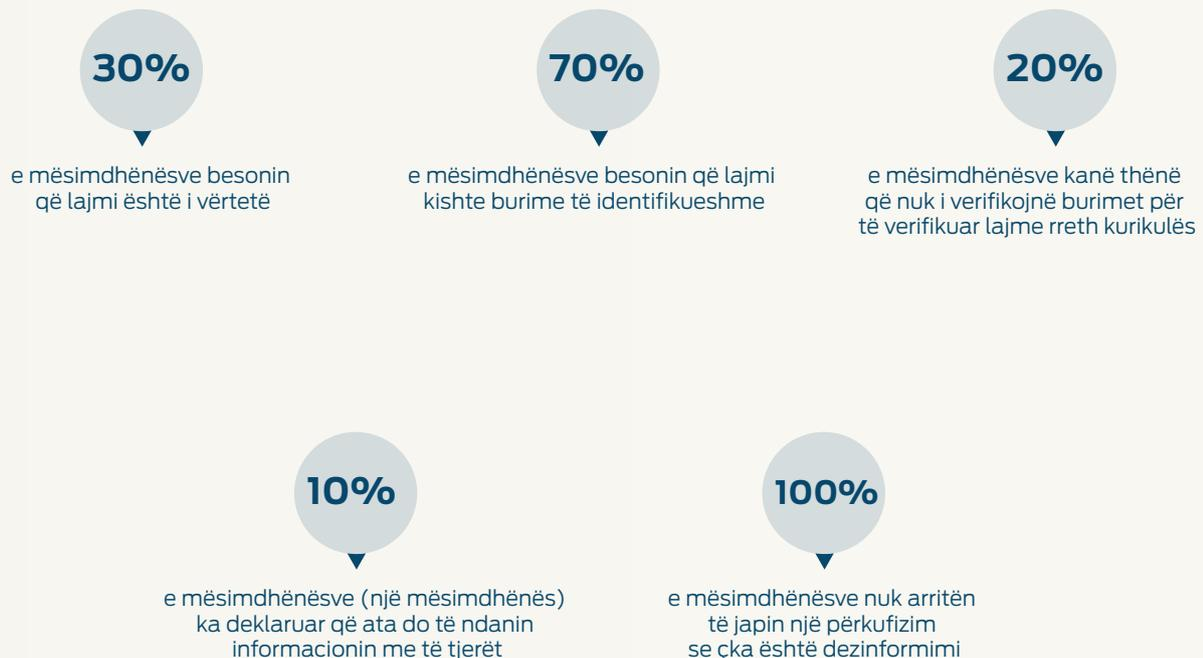 30%
e mësimdhënësve besonin
që lajmi është i vërtetë
70%
e mësimdhënësve besonin që lajmi
kishte burime të identifikueshme
20%
e mësimdhënësve kanë thënë
që nuk i verifikojnë burimet për
të verifikuar lajme rreth kurikulës
10%
e mësimdhënësve (një mësimdhënës)
ka deklaruar që ata do të ndanin
informacionin me të tjerët
100%
e mësimdhënësve nuk arritën
të japin një përkufizim
se çka është dezinformimi